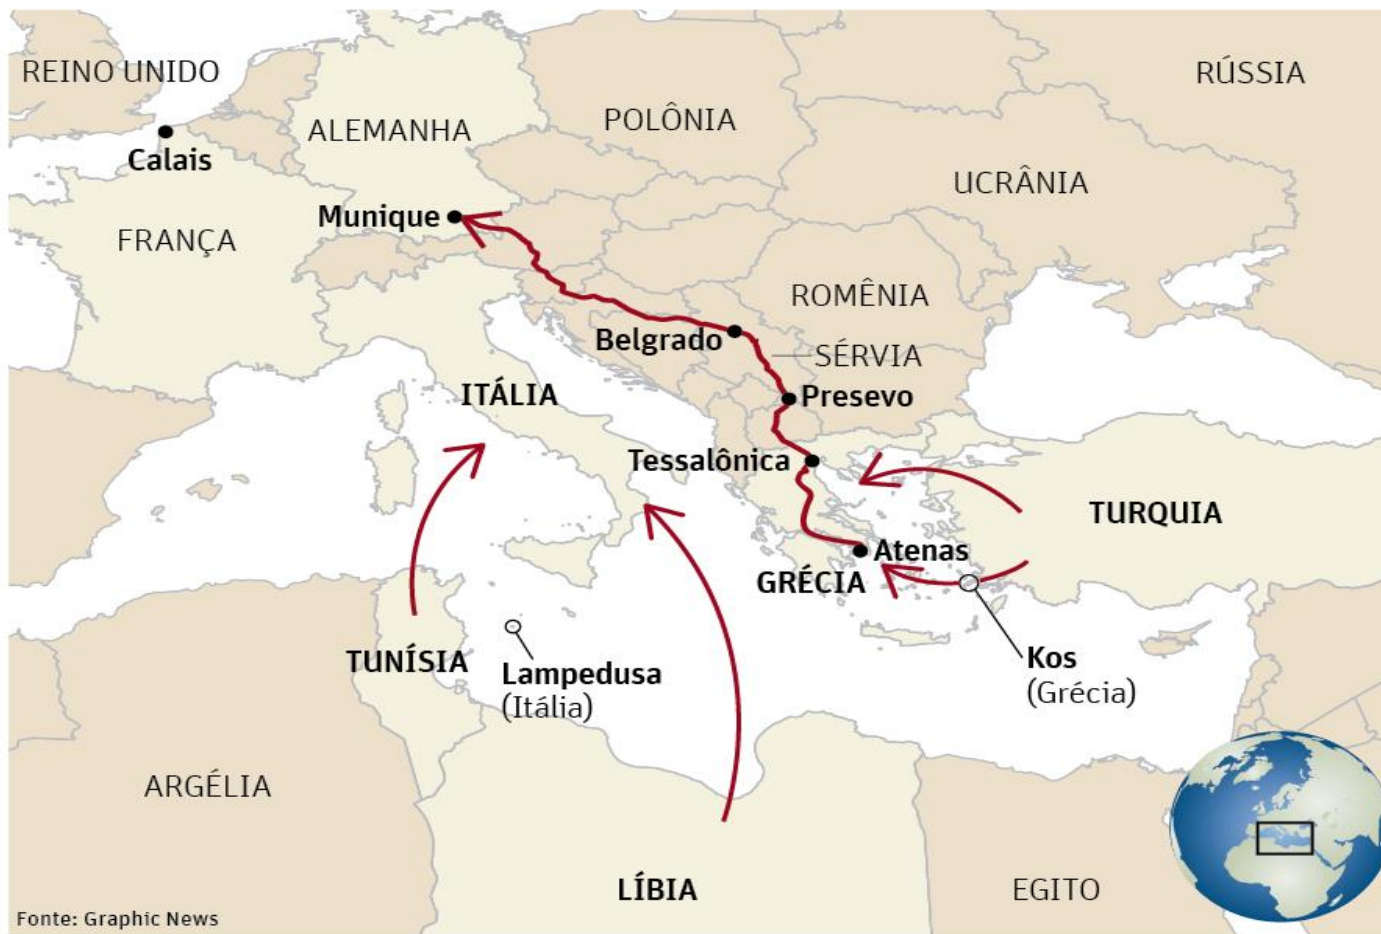 REINO UNIDO
RÚSSIA
ALEMANHA
POLÔNIA
Calais
UCRÂNIA
Munique
FRANÇA
ROMÊNIA
Belgrado
SÉRVIA
ITÁLIA
Presevo
Tessalônica
TURQUIA
Atenas
GRÉCIA
TUNÍSIA
Lampedusa
(Itália)
Kos
(Grécia)
ARGÉLIA
LÍBIA
EGITO
Fonte: Graphic News